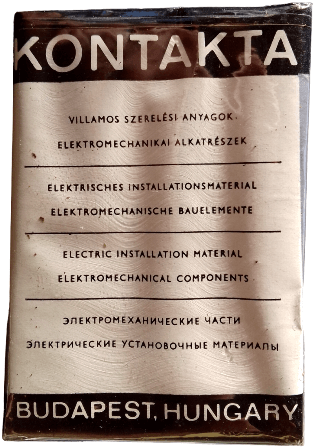 KONTAKTA
VILLAMOS SZERELÉSI ANYAGOK
ELEKTROMECHANIKAI ALKATRÉSZEK
ELEKTRISCHES INSTALLATIONSMATERIAL
ELEKTROMECHANISCHE BAUELEMENTE
ELECTRIC INSTALLATION MATERIAL
ELEKTROMECHANICAL COMPONENTS
ЭЛЕКТРОМЕХАНИЧЕСКИЕ ЧАСТИ
ЭЛЕКТРИЧЕСКИЕ УСТАНОВОЧНЫЕ МАТЕРИАЛЫ
BUDAPEST, HUNGARY